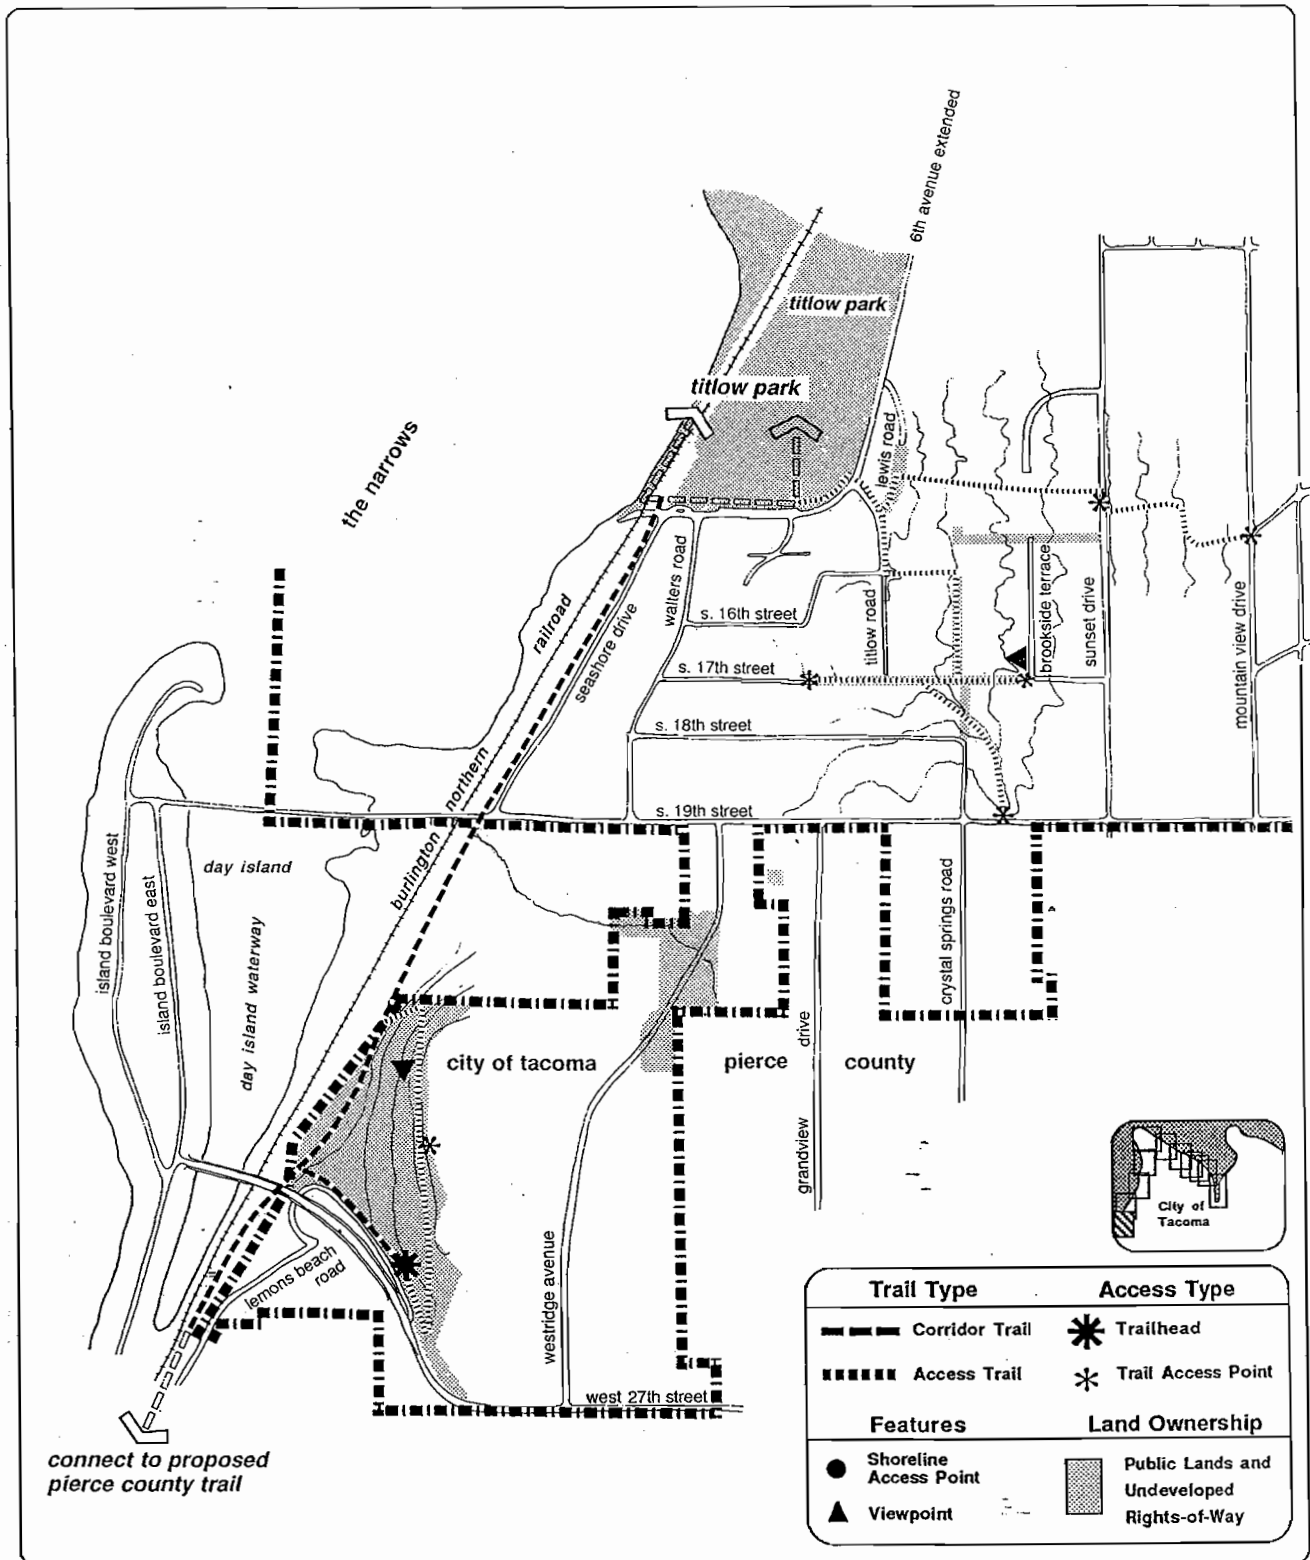 6th avenue extended
titlow park
titlow park
the narrows
lewis road
railroad
seashore drive
walters road
s. 16th street
titlow road
brookside terrace
sunset drive
mountain view drive
s. 17th street
s. 18th street
s. 19th street
burlington
northern
day island
island boulevard west
island boulevard east
day island waterway
crystal springs road
city of tacoma
pierce
county
grandview
drive
westridge avenue
lemons beach
road
west 27th street
connect to proposed
pierce county trail
City of
Tacoma
Trail Type
Access Type
Corridor Trail
Trailhead
Access Trail
Trail Access Point
Features
Land Ownership
Shoreline
Access Point
Viewpoint
Public Lands and
Undeveloped
Rights-of-Way